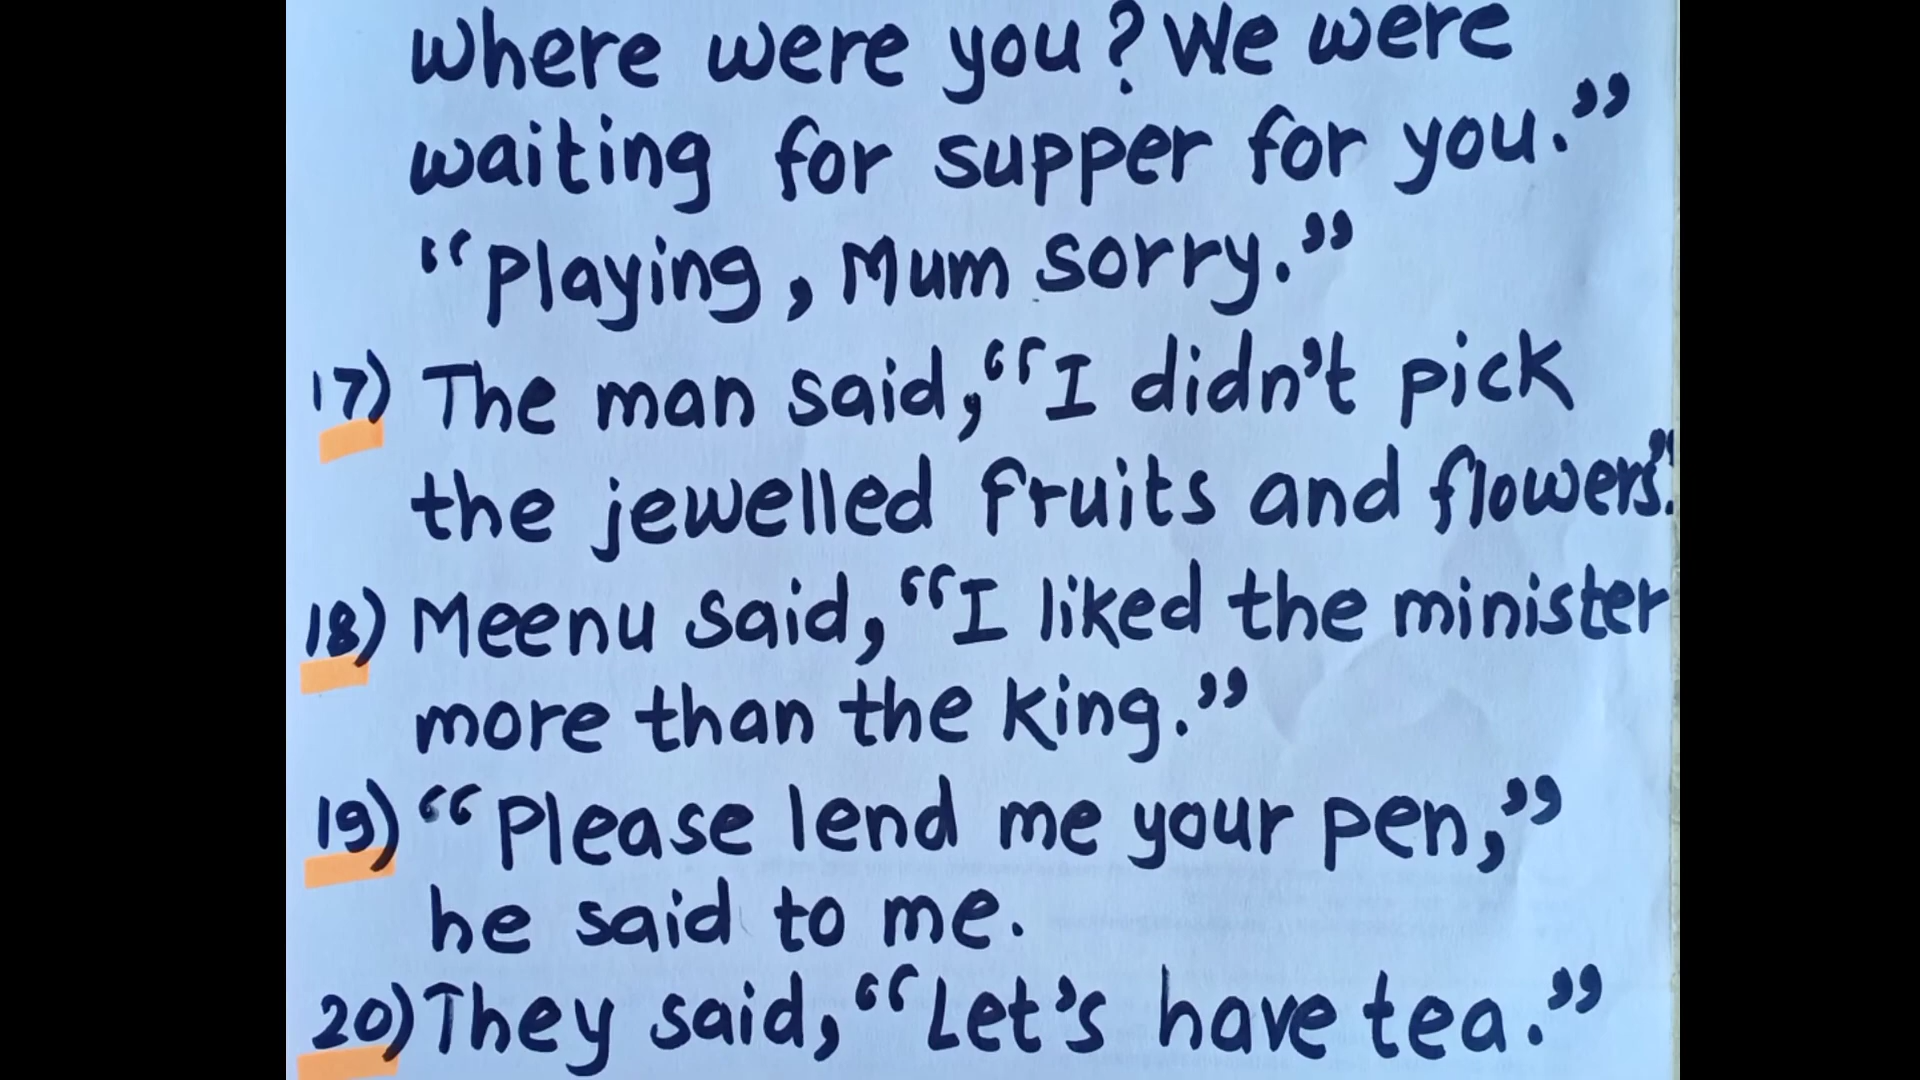 where were you? We were
waiting for supper for you.”
“Playing, Mum sorry.”
17) The man said, “I didn't pick
the jewelled fruits and flowers”.
18) Meenu said, “I liked the minister
more than the king.”
19) “Please lend me your pen,”
he said to me.
20) They said, “Let's have tea.”